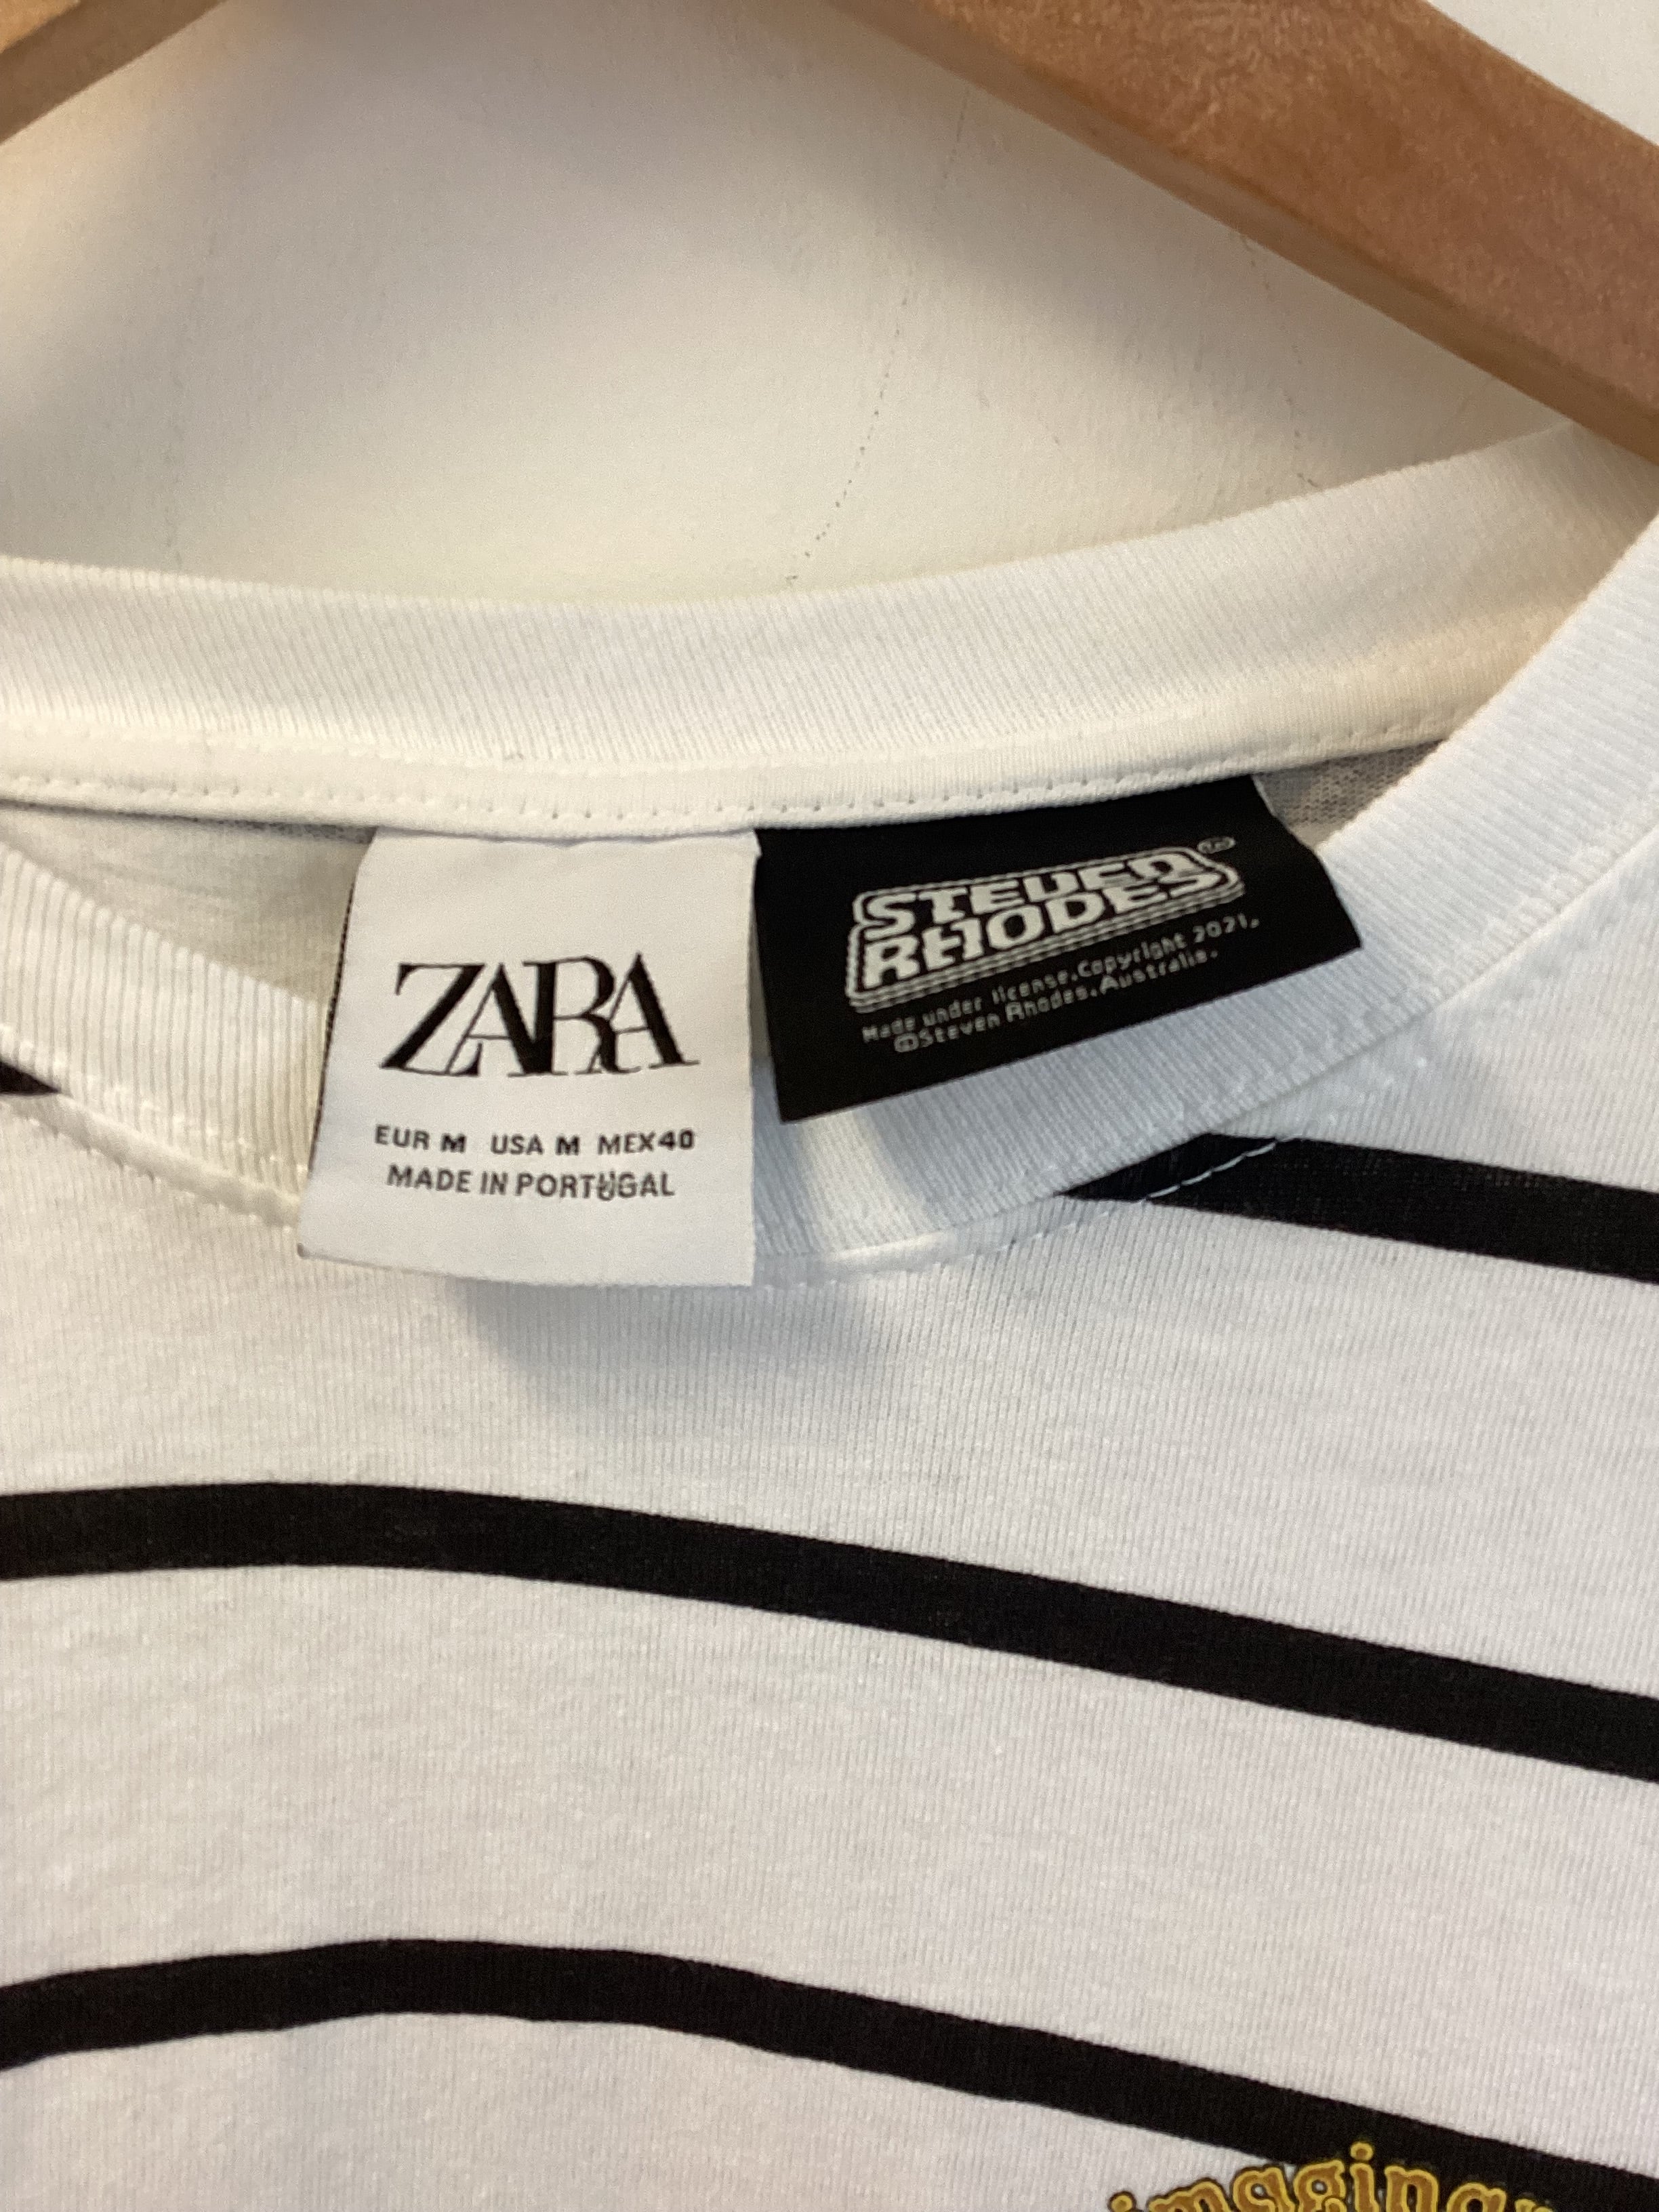 ZARA
EUR M USA M MEX40
MADE IN PORTUGAL
STEVEN
RHODES
Made under license. Copyright 2021.
©Steven Rhodes. Australia.